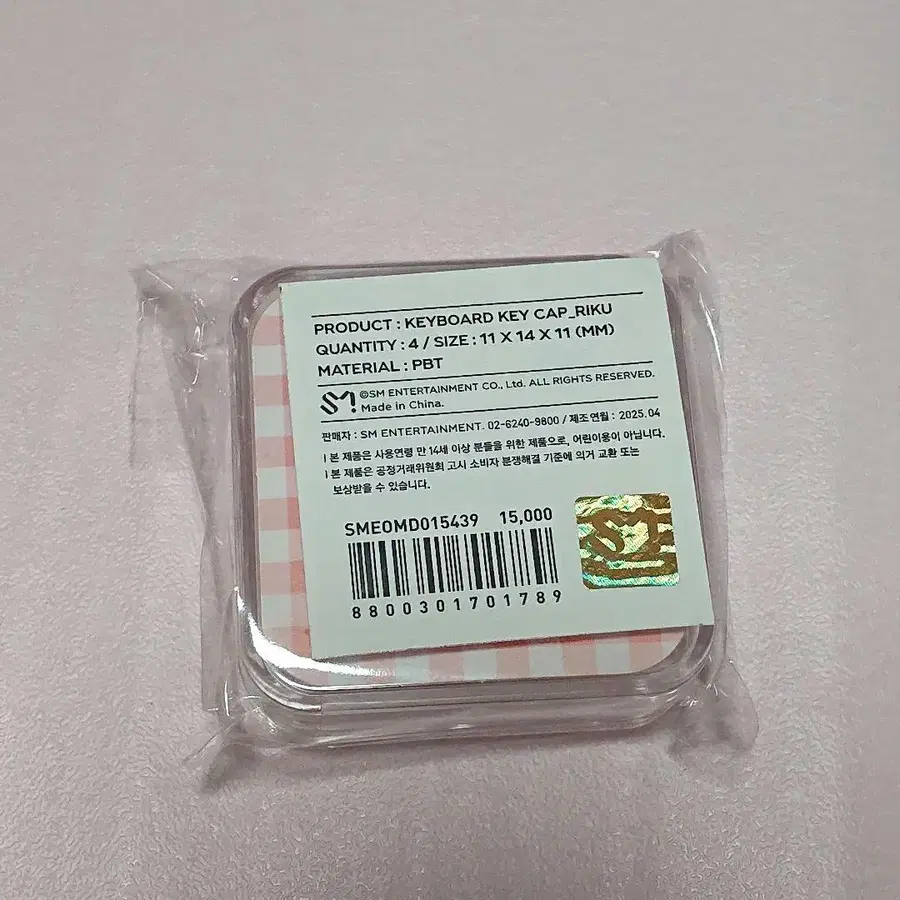 PRODUCT : KEYBOARD KEY CAP_RIKU
QUANTITY : 4 / SIZE : 11 X 14 X 11 (MM)
MATERIAL : PBT
SM! ©SM ENTERTAINMENT CO., Ltd. ALL RIGHTS RESERVED.
Made in China.
판매자 : SM ENTERTAINMENT. 02-6240-9800 / 제조연월 : 2025.04
| 본 제품은 사용연령 만 14세 이상 분들을 위한 제품으로, 어린이용이 아닙니다.
| 본 제품은 공정거래위원회 고시 소비자 분쟁해결 기준에 의거 교환 또는
보상받을 수 있습니다.
SMEOMD015439 15,000
8800301701789
SM!